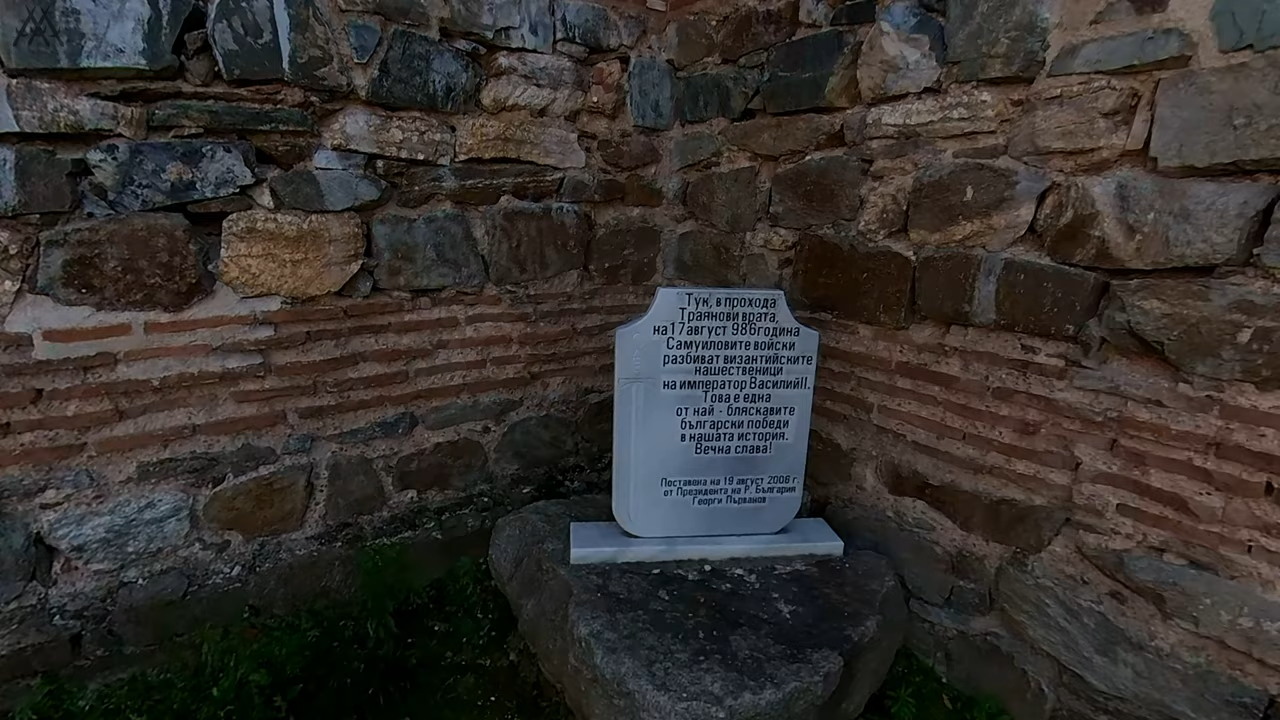 Тук, в прохода
Траянови врата,
на 17 август 986 година
Самуиловите войски
разбиват византийските
нашественици
на император Василий II.
Това е една
от най - бляскавите
български победи
в нашата история.
Вечна слава!
Поставена на 19 август 2006 г.
от Президента на Р. България
Георги Първанов